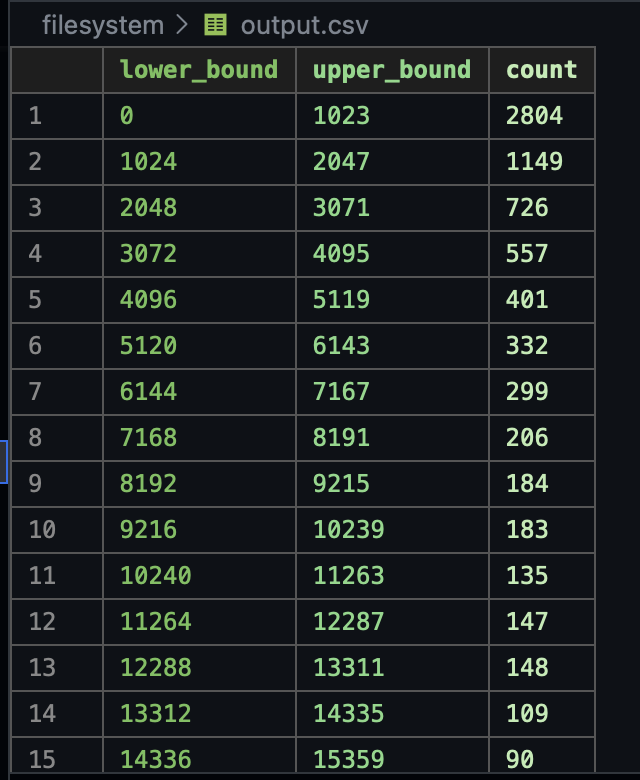 filesystem > output.csv
lower_bound upper_bound count
1 0 1023 2804
2 1024 2047 1149
3 2048 3071 726
4 3072 4095 557
5 4096 5119 401
6 5120 6143 332
7 6144 7167 299
8 7168 8191 206
9 8192 9215 184
10 9216 10239 183
11 10240 11263 135
12 11264 12287 147
13 12288 13311 148
14 13312 14335 109
15 14336 15359 90